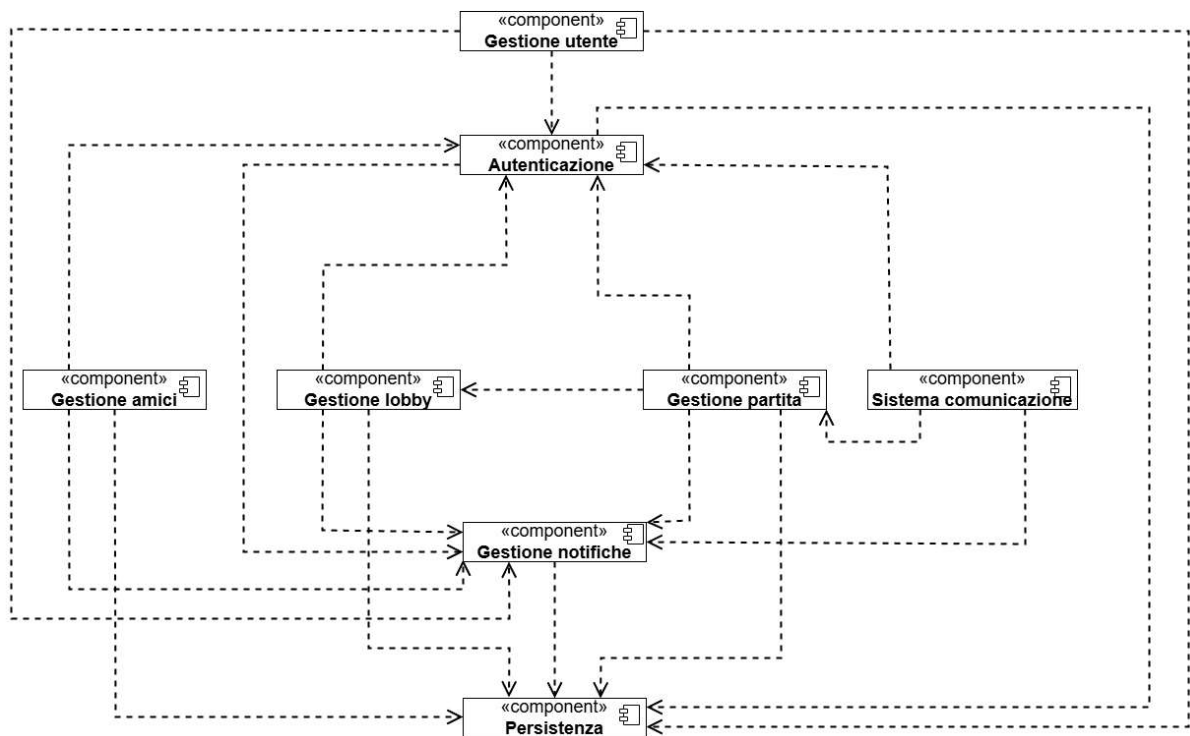 «component»
Gestione utente
«component»
Autenticazione
«component»
Gestione amici
«component»
Gestione lobby
«component»
Gestione partita
«component»
Sistema comunicazione
«component»
Gestione notifiche
«component»
Persistenza